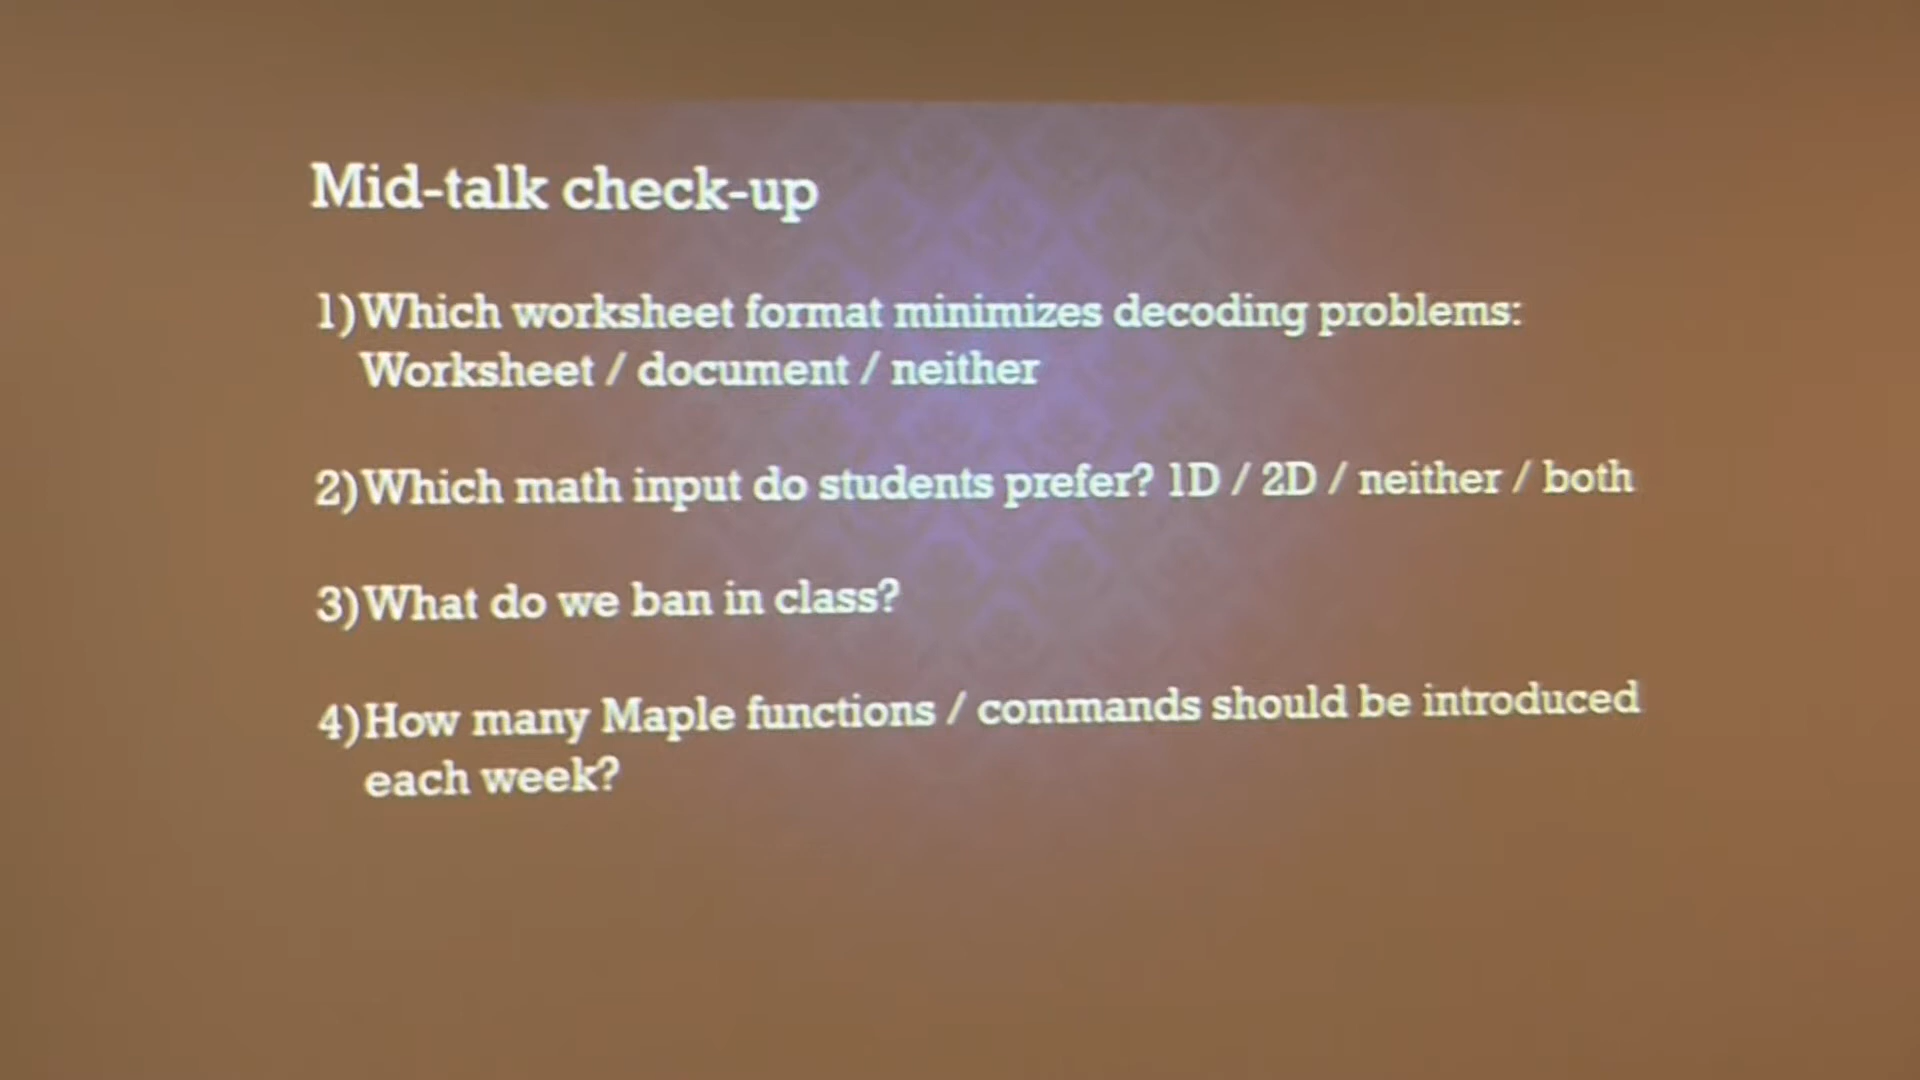 Mid-talk check-up
1) Which worksheet format minimizes decoding problems:
Worksheet / document / neither
2) Which math input do students prefer? 1D / 2D / neither / both
3) What do we ban in class?
4) How many Maple functions / commands should be introduced
each week?